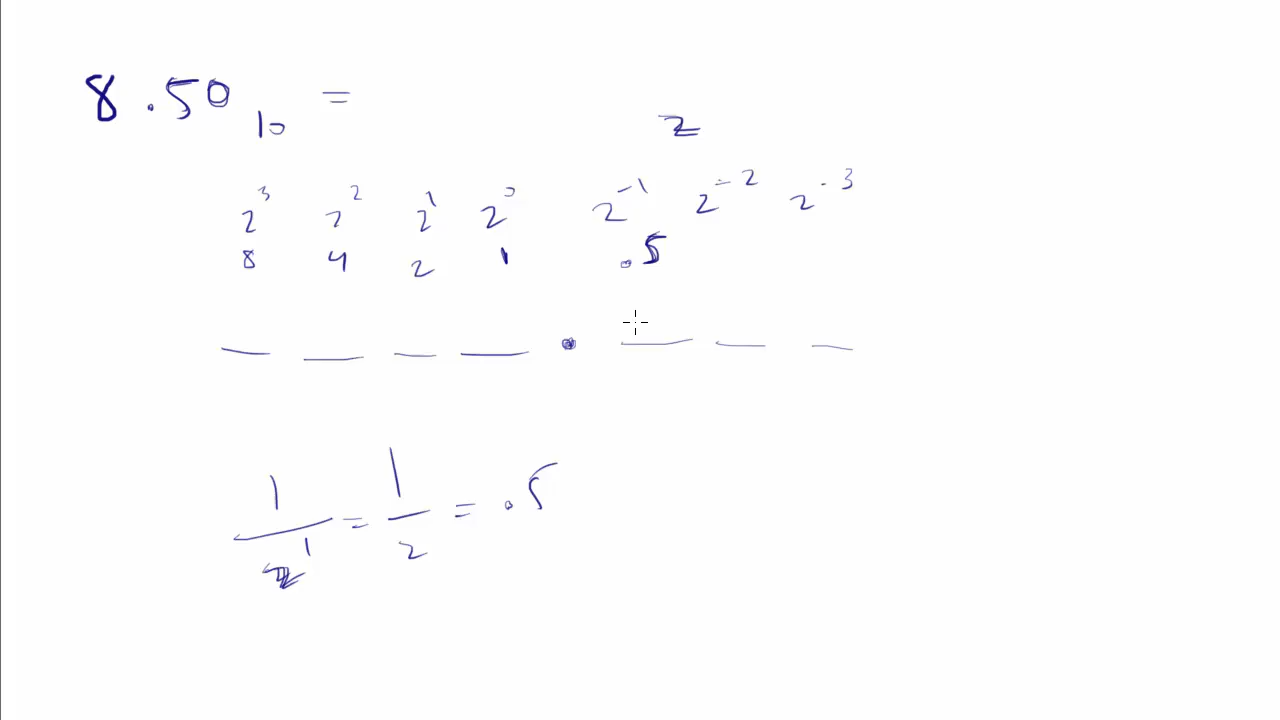 8.50₁₀ = ₂
2³ 2² 2¹ 2⁰ 2⁻¹ 2⁻² 2⁻³
8 4 2 1 .5
_ _ _ _ . _ _ _
1/2¹ = 1/2 = .5